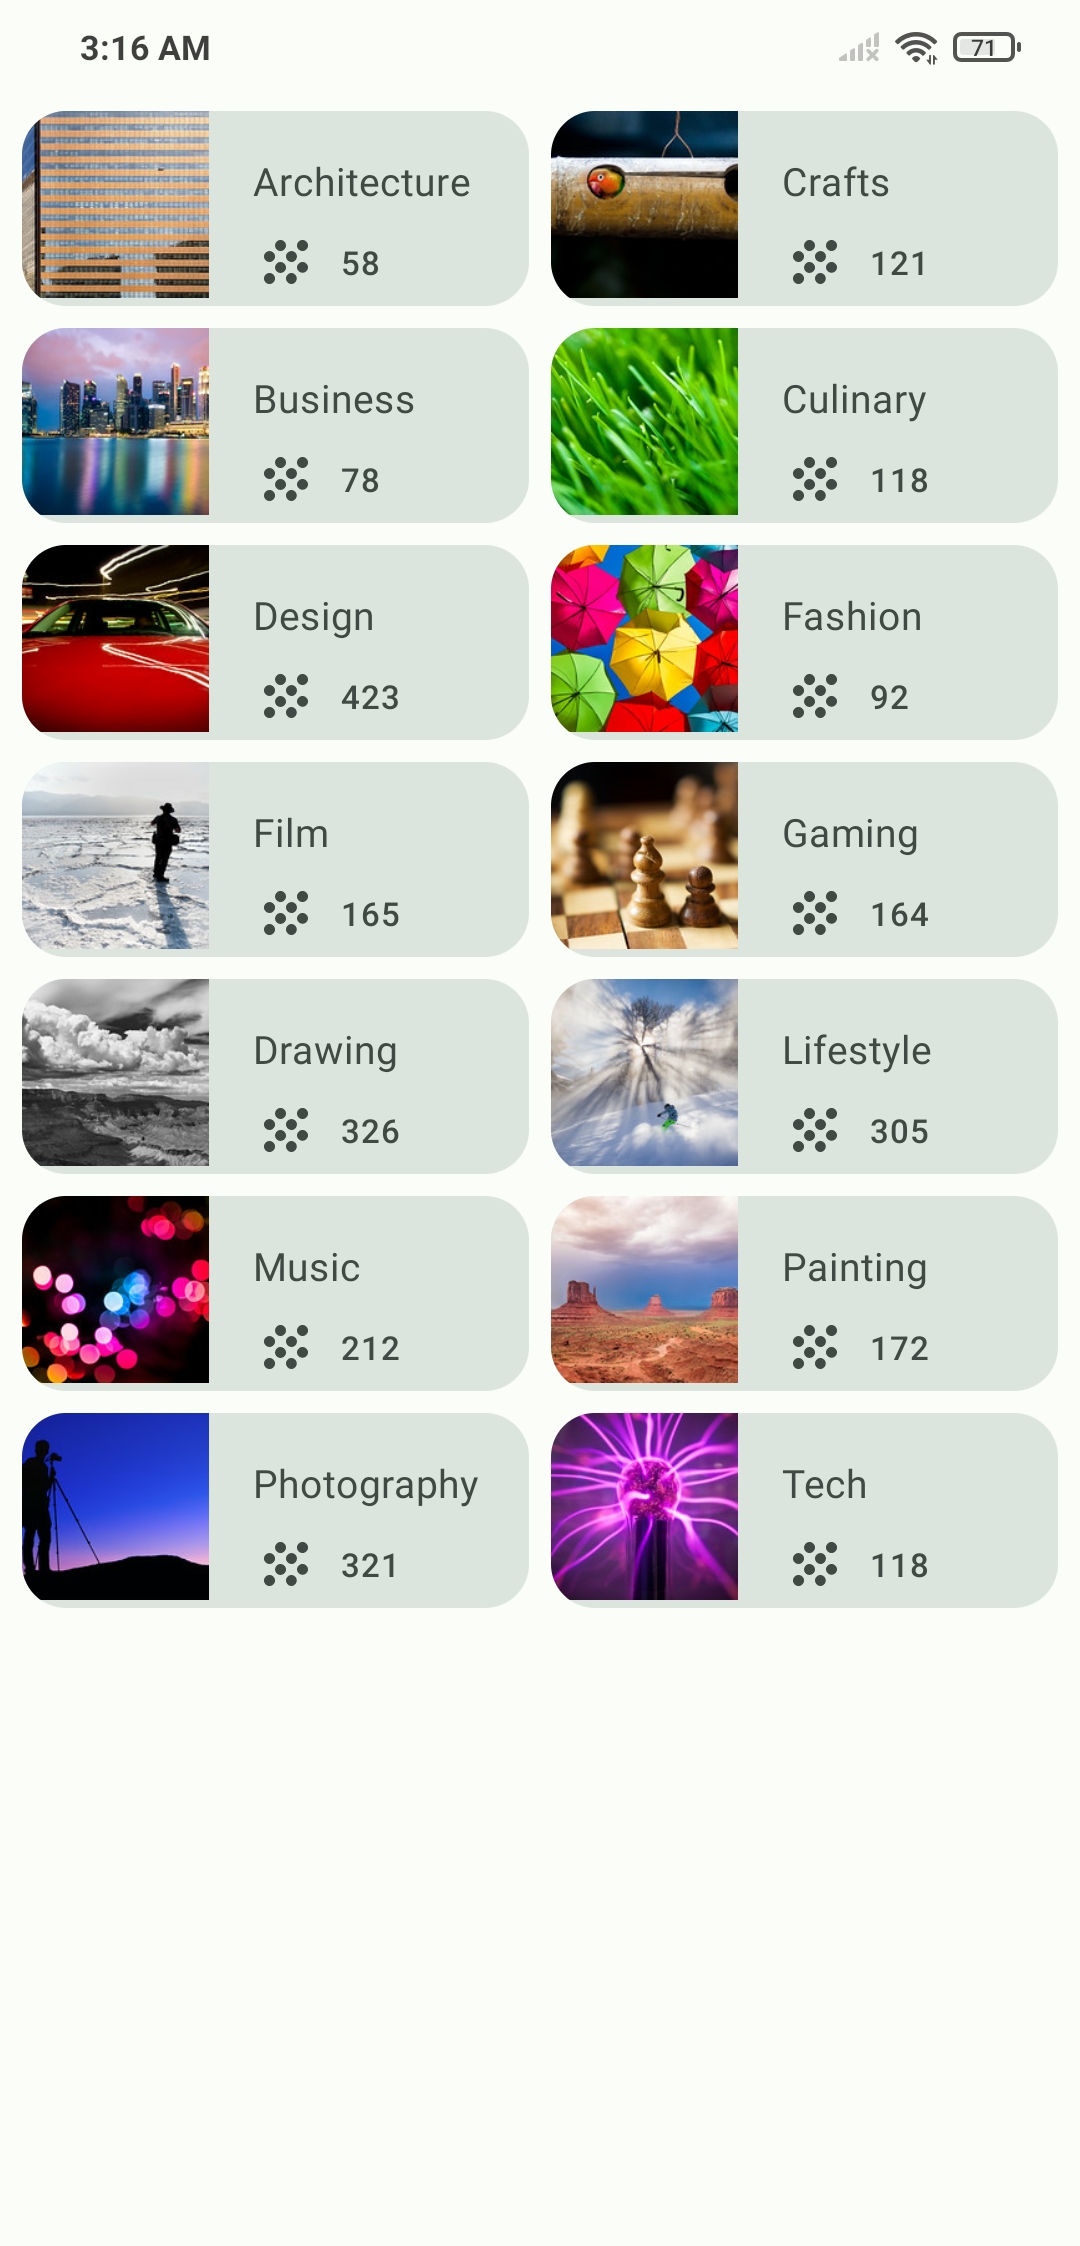 3:16 AM
71
Architecture
58
Crafts
121
Business
78
Culinary
118
Design
423
Fashion
92
Film
165
Gaming
164
Drawing
326
Lifestyle
305
Music
212
Painting
172
Photography
321
Tech
118